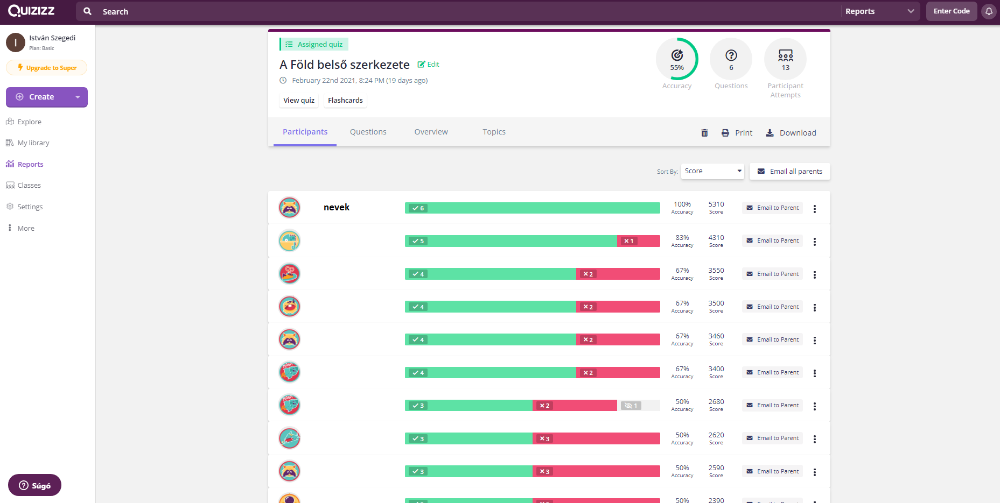 QUIZIZZ
Search
Reports
Enter Code
I
István Szegedi
Plan: Basic
Upgrade to Super
Create
Explore
My library
Reports
Classes
Settings
More
Súgó
Assigned quiz
A Föld belső szerkezete Edit
February 22nd 2021, 8:24 PM (19 days ago)
View quiz Flashcards
55%
Accuracy
6
Questions
13
Participant
Attempts
Participants Questions Overview Topics
Print Download
Sort By: Score Email all parents
nevek 6 100% Accuracy 5310 Score Email to Parent
5 1 83% Accuracy 4310 Score Email to Parent
4 2 67% Accuracy 3550 Score Email to Parent
4 2 67% Accuracy 3500 Score Email to Parent
4 2 67% Accuracy 3460 Score Email to Parent
4 2 67% Accuracy 3400 Score Email to Parent
3 2 1 50% Accuracy 2680 Score Email to Parent
3 3 50% Accuracy 2620 Score Email to Parent
3 3 50% Accuracy 2590 Score Email to Parent
50% 2390